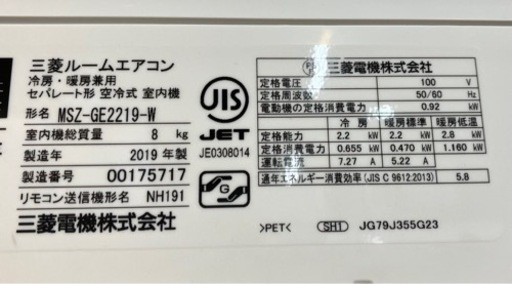 三菱ルームエアコン
冷房・暖房兼用
セパレート形 空冷式 室内機
形名 MSZ-GE2219-W
室内機総質量 8 kg
製造年 2019 年製
製造番号 00175717
リモコン送信機形名 NH191
三菱電機株式会社
JIS
JET
JE0308014
G
三菱電機株式会社
定格電圧 100 V
定格周波数 50/60 Hz
電動機の定格消費電力 0.92 kW
冷 房 暖房標準 暖房低温
定格能力 2.2 kW 2.2 kW 2.8 kW
定格消費電力 0.655 kW 0.470 kW 1.160 kW
運転電流 7.27 A 5.22 A
通年エネルギー消費効率(JIS C 9612:2013) 5.8
>PET< SH1 JG79J355G23